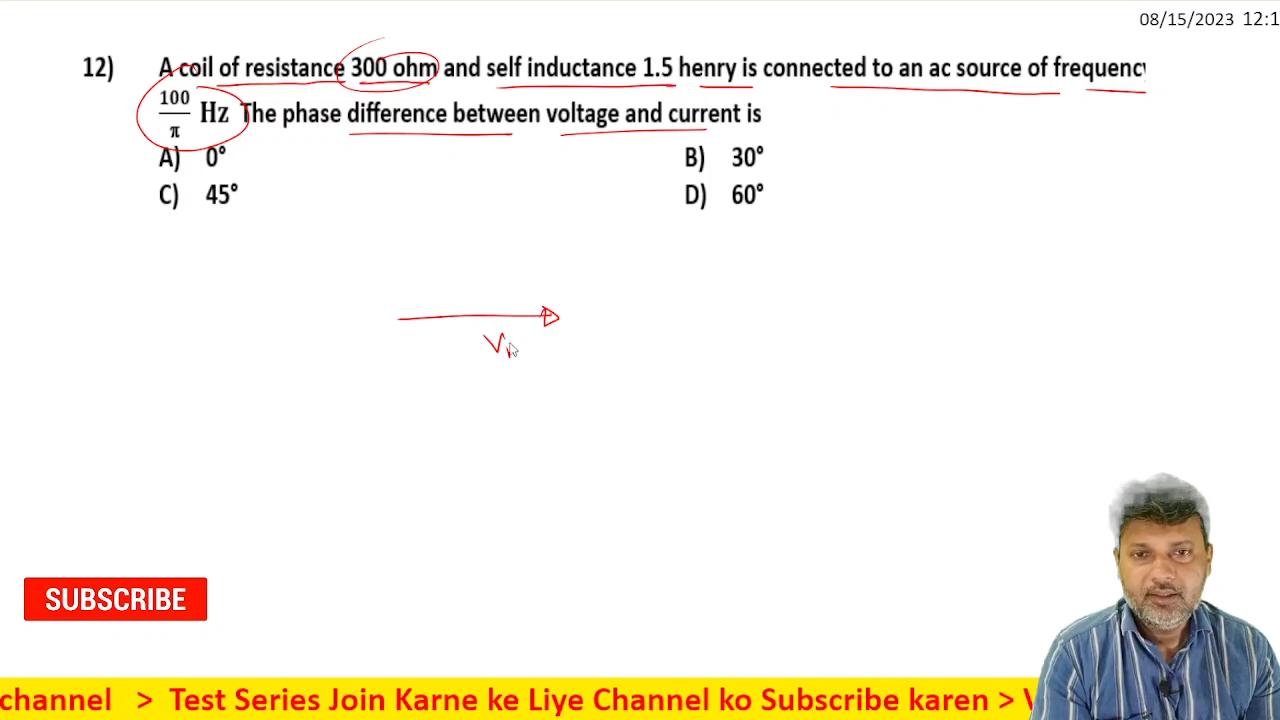 08/15/2023 12:1
12) A coil of resistance 300 ohm and self inductance 1.5 henry is connected to an ac source of frequency
100/π Hz The phase difference between voltage and current is
A) 0° B) 30°
C) 45° D) 60°
V
SUBSCRIBE
channel > Test Series Join Karne ke Liye Channel ko Subscribe karen > V